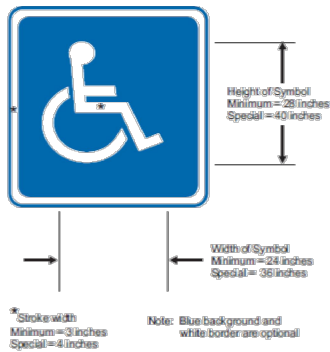 *
*
Height of Symbol
Minimum = 28 inches
Special = 40 inches
Width of Symbol
Minimum = 24 inches
Special = 36 inches
*
Stroke width
Minimum = 3 inches
Special = 4 inches
Note: Blue background and
white border are optional